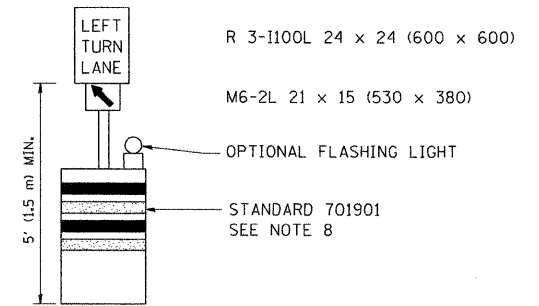 LEFT
TURN
LANE
R 3-I100L 24 x 24 (600 x 600)
M6-2L 21 x 15 (530 x 380)
OPTIONAL FLASHING LIGHT
STANDARD 701901
SEE NOTE 8
5' (1.5 m) MIN.